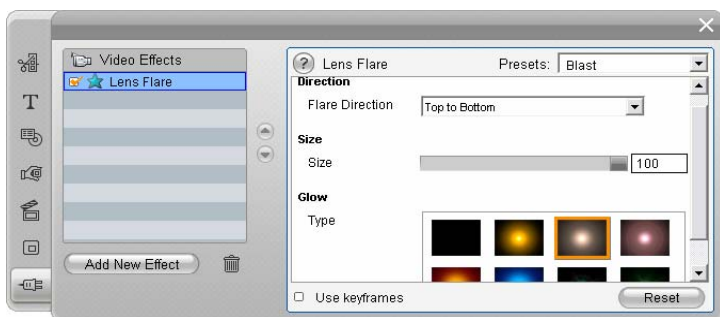 Video Effects
Lens Flare
Add New Effect
? Lens Flare Presets: Blast
Direction
Flare Direction Top to Bottom
Size
Size 100
Glow
Type
Use keyframes Reset
T